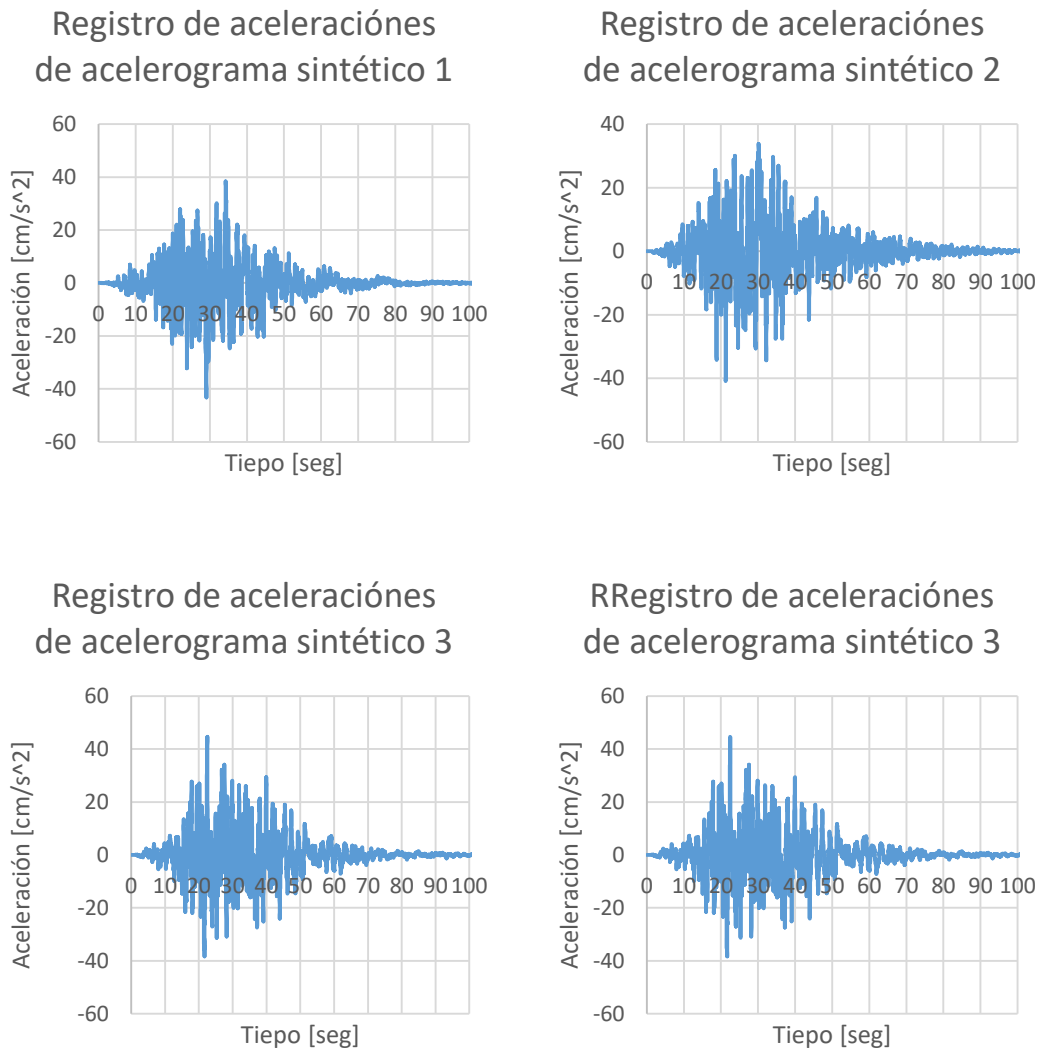 Registro de aceleraciónes
de acelerograma sintético 1
60
40
20
0
-20
-40
-60
0 10 20 30 40 50 60 70 80 90 100
Aceleración [cm/s^2]
Tiepo [seg]
Registro de aceleraciónes
de acelerograma sintético 2
40
20
0
-20
-40
-60
0 10 20 30 40 50 60 70 80 90 100
Aceleración [cm/s^2]
Tiepo [seg]
Registro de aceleraciónes
de acelerograma sintético 3
60
40
20
0
-20
-40
-60
0 10 20 30 40 50 60 70 80 90 100
Aceleración [cm/s^2]
Tiepo [seg]
RRegistro de aceleraciónes
de acelerograma sintético 3
60
40
20
0
-20
-40
-60
0 10 20 30 40 50 60 70 80 90 100
Aceleración [cm/s^2]
Tiepo [seg]